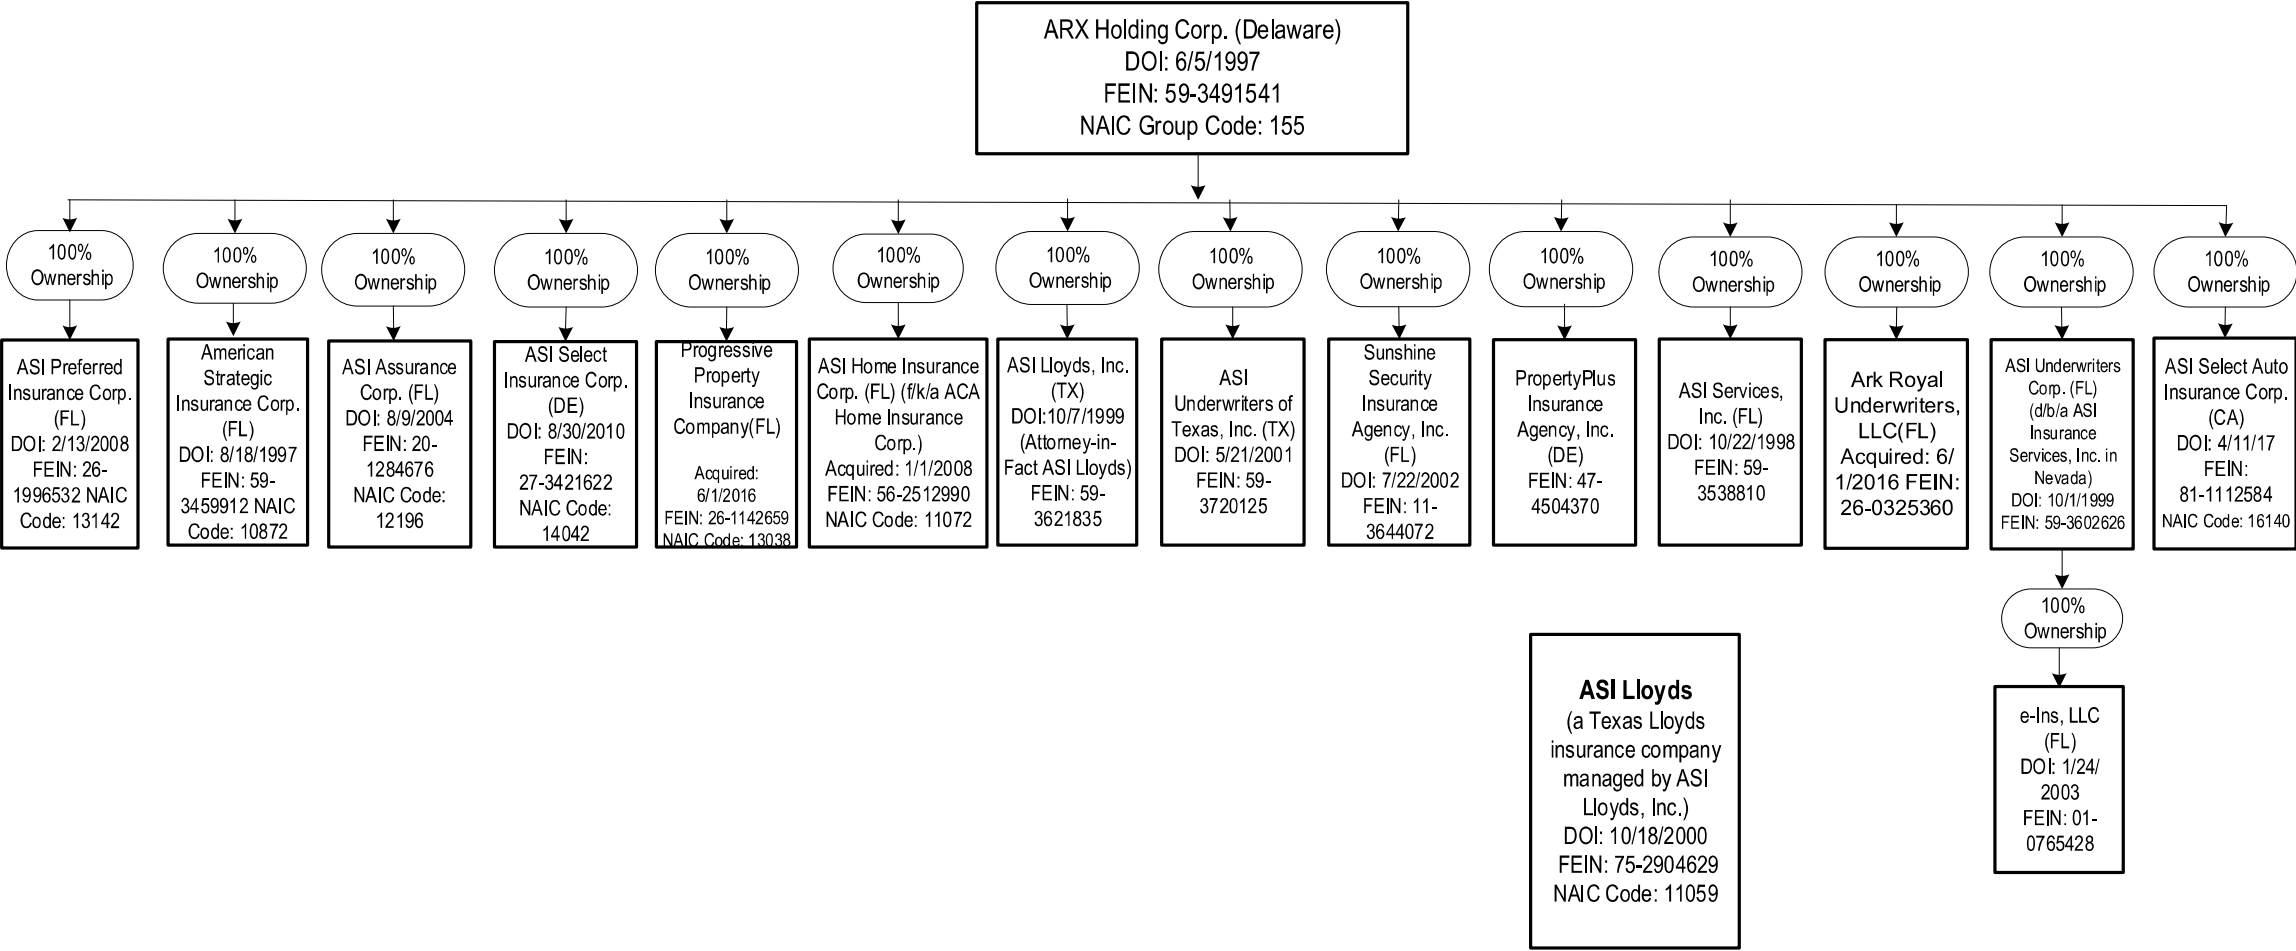 ARX Holding Corp. (Delaware)
DOI: 6/5/1997
FEIN: 59-3491541
NAIC Group Code: 155
100%
Ownership
100%
Ownership
100%
Ownership
100%
Ownership
100%
Ownership
100%
Ownership
100%
Ownership
100%
Ownership
100%
Ownership
100%
Ownership
100%
Ownership
100%
Ownership
100%
Ownership
100%
Ownership
ASI Preferred
Insurance Corp.
(FL)
DOI: 2/13/2008
FEIN: 26-
1996532 NAIC
Code: 13142
American
Strategic
Insurance Corp.
(FL)
DOI: 8/18/1997
FEIN: 59-
3459912 NAIC
Code: 10872
ASI Assurance
Corp. (FL)
DOI: 8/9/2004
FEIN: 20-
1284676
NAIC Code:
12196
ASI Select
Insurance Corp.
(DE)
DOI: 8/30/2010
FEIN:
27-3421622
NAIC Code:
14042
Progressive
Property
Insurance
Company(FL)
Acquired:
6/1/2016
FEIN: 26-1142659
NAIC Code: 13038
ASI Home Insurance
Corp. (FL) (f/k/a ACA
Home Insurance
Corp.)
Acquired: 1/1/2008
FEIN: 56-2512990
NAIC Code: 11072
ASI Lloyds, Inc.
(TX)
DOI:10/7/1999
(Attorney-in-
Fact ASI Lloyds)
FEIN: 59-
3621835
ASI
Underwriters of
Texas, Inc. (TX)
DOI: 5/21/2001
FEIN: 59-
3720125
Sunshine
Security
Insurance
Agency, Inc.
(FL)
DOI: 7/22/2002
FEIN: 11-
3644072
PropertyPlus
Insurance
Agency, Inc.
(DE)
FEIN: 47-
4504370
ASI Services,
Inc. (FL)
DOI: 10/22/1998
FEIN: 59-
3538810
Ark Royal
Underwriters,
LLC(FL)
Acquired: 6/
1/2016 FEIN:
26-0325360
ASI Underwriters
Corp. (FL)
(d/b/a ASI
Insurance
Services, Inc. in
Nevada)
DOI: 10/1/1999
FEIN: 59-3602626
ASI Select Auto
Insurance Corp.
(CA)
DOI: 4/11/17
FEIN:
81-1112584
NAIC Code: 16140
100%
Ownership
ASI Lloyds
(a Texas Lloyds
insurance company
managed by ASI
Lloyds, Inc.)
DOI: 10/18/2000
FEIN: 75-2904629
NAIC Code: 11059
e-Ins, LLC
(FL)
DOI: 1/24/
2003
FEIN: 01-
0765428